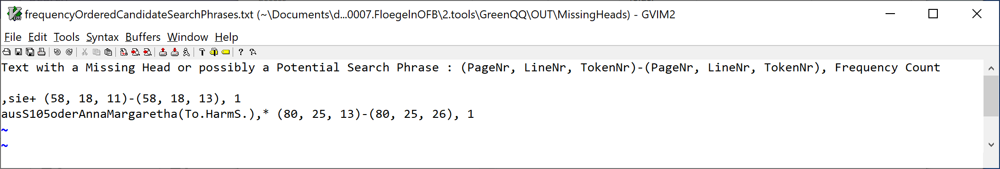 frequencyOrderedCandidateSearchPhrases.txt (~\Documents\d...0007.FloegeInOFB\2.tools\GreenQQ\OUT\MissingHeads) - GVIM2
File Edit Tools Syntax Buffers Window Help
Text with a Missing Head or possibly a Potential Search Phrase : (PageNr, LineNr, TokenNr)-(PageNr, LineNr, TokenNr), Frequency Count
,sie+ (58, 18, 11)-(58, 18, 13), 1
ausS105oderAnnaMargaretha(To.HarmS.),* (80, 25, 13)-(80, 25, 26), 1
~
~